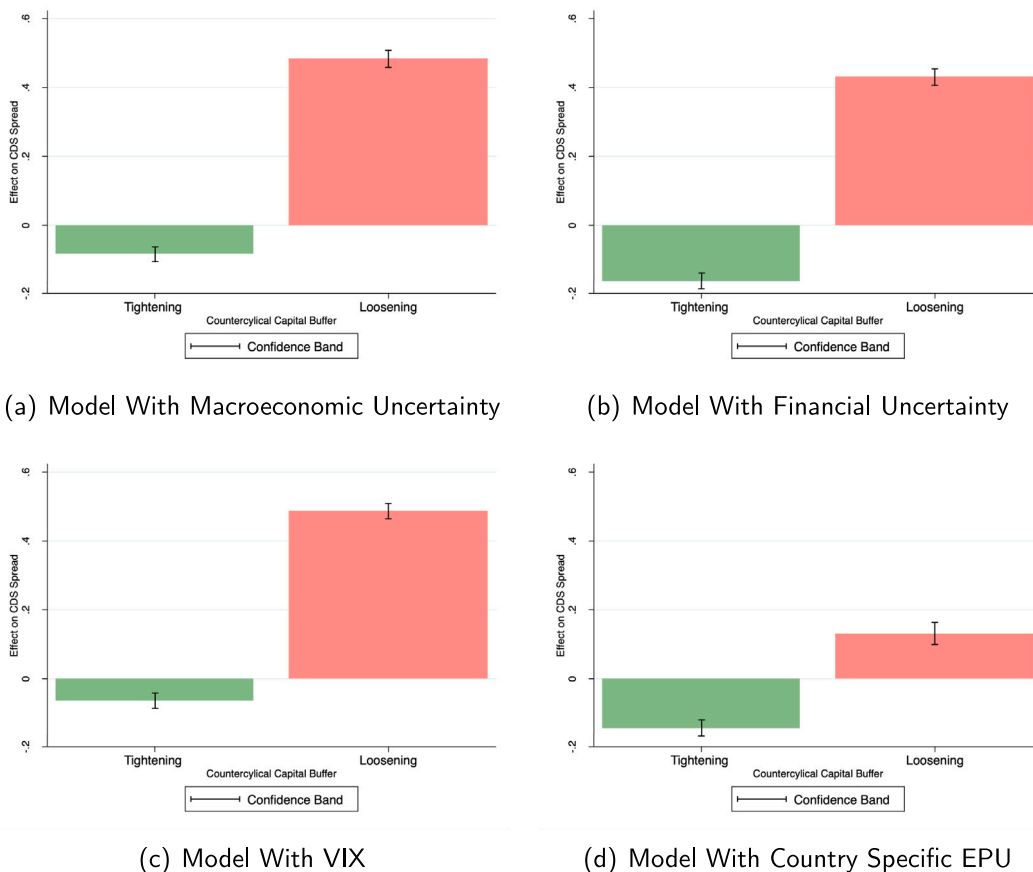 .6
.4
.2
0
-.2
Effect on CDS Spread
Tightening
Loosening
Countercylical Capital Buffer
Confidence Band
(a) Model With Macroeconomic Uncertainty
.6
.4
.2
0
-.2
Effect on CDS Spread
Tightening
Loosening
Countercylical Capital Buffer
Confidence Band
(b) Model With Financial Uncertainty
.6
.4
.2
0
-.2
Effect on CDS Spread
Tightening
Loosening
Countercylical Capital Buffer
Confidence Band
(c) Model With VIX
.6
.4
.2
0
-.2
Effect on CDS Spread
Tightening
Loosening
Countercylical Capital Buffer
Confidence Band
(d) Model With Country Specific EPU